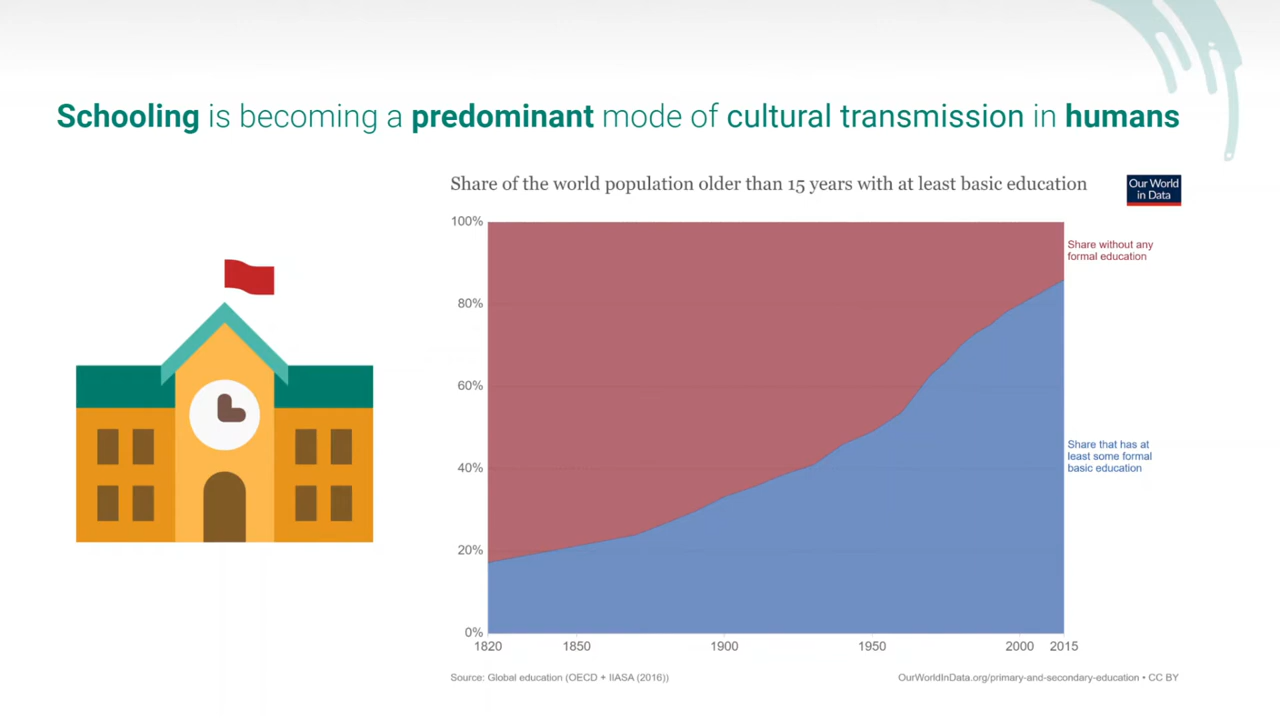 Schooling is becoming a predominant mode of cultural transmission in humans
Share of the world population older than 15 years with at least basic education
Our World
in Data
100%
Share without any
formal education
80%
60%
Share that has at
least some formal
basic education
40%
20%
0%
1820
1850
1900
1950
2000
2015
Source: Global education (OECD + IIASA (2016))
OurWorldInData.org/primary-and-secondary-education • CC BY